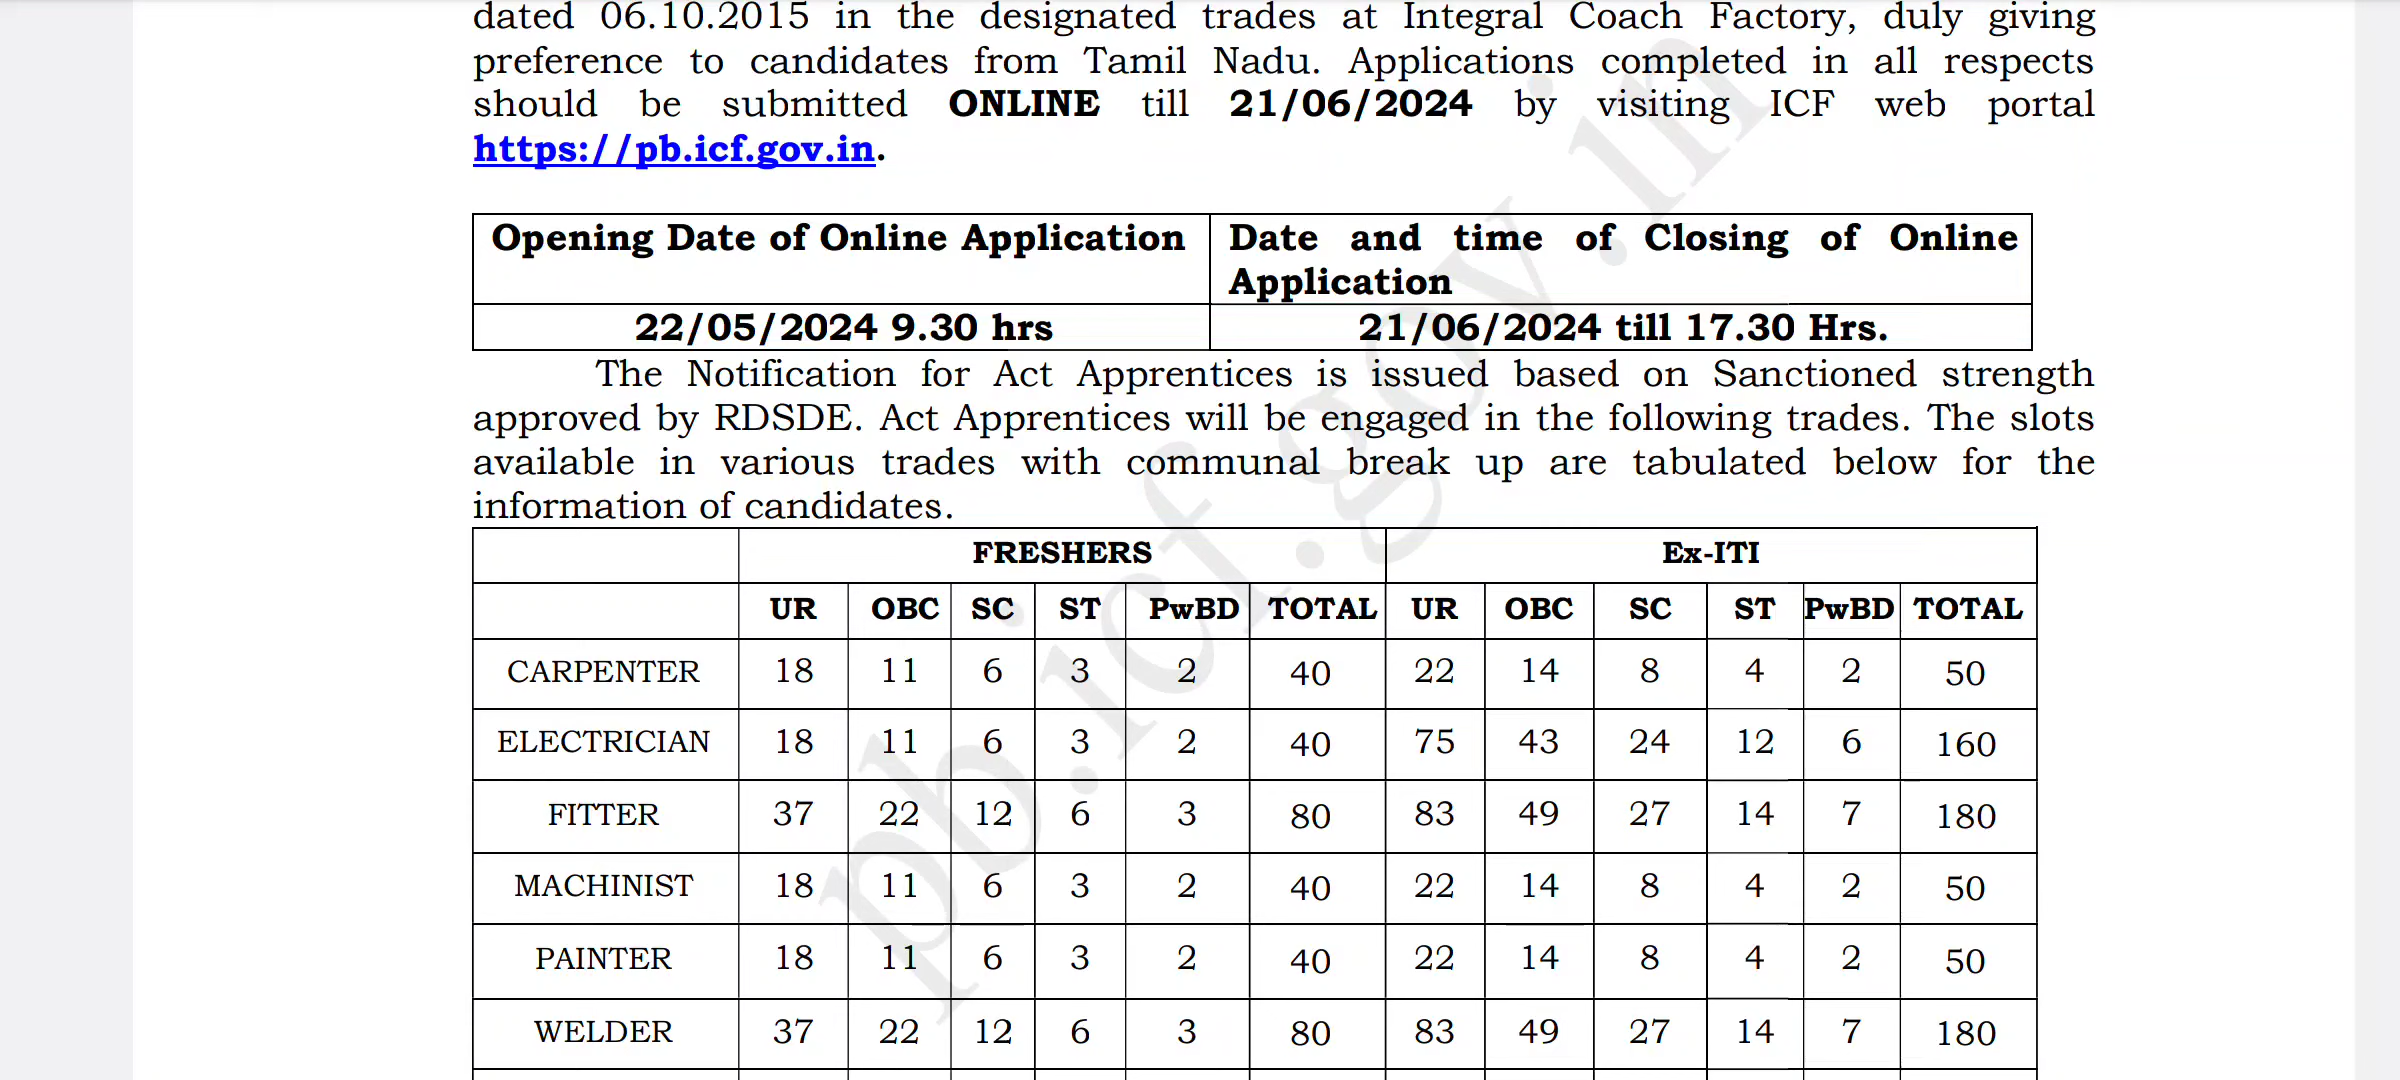 dated 06.10.2015 in the designated trades at Integral Coach Factory, duly giving
preference to candidates from Tamil Nadu. Applications completed in all respects
should be submitted ONLINE till 21/06/2024 by visiting ICF web portal
https://pb.icf.gov.in.
Opening Date of Online Application
Date and time of Closing of Online
Application
22/05/2024 9.30 hrs
21/06/2024 till 17.30 Hrs.
The Notification for Act Apprentices is issued based on Sanctioned strength
approved by RDSDE. Act Apprentices will be engaged in the following trades. The slots
available in various trades with communal break up are tabulated below for the
information of candidates.
FRESHERS Ex-ITI
UR OBC SC ST PwBD TOTAL UR OBC SC ST PwBD TOTAL
CARPENTER 18 11 6 3 2 40 22 14 8 4 2 50
ELECTRICIAN 18 11 6 3 2 40 75 43 24 12 6 160
FITTER 37 22 12 6 3 80 83 49 27 14 7 180
MACHINIST 18 11 6 3 2 40 22 14 8 4 2 50
PAINTER 18 11 6 3 2 40 22 14 8 4 2 50
WELDER 37 22 12 6 3 80 83 49 27 14 7 180
pb.icf.gov.in